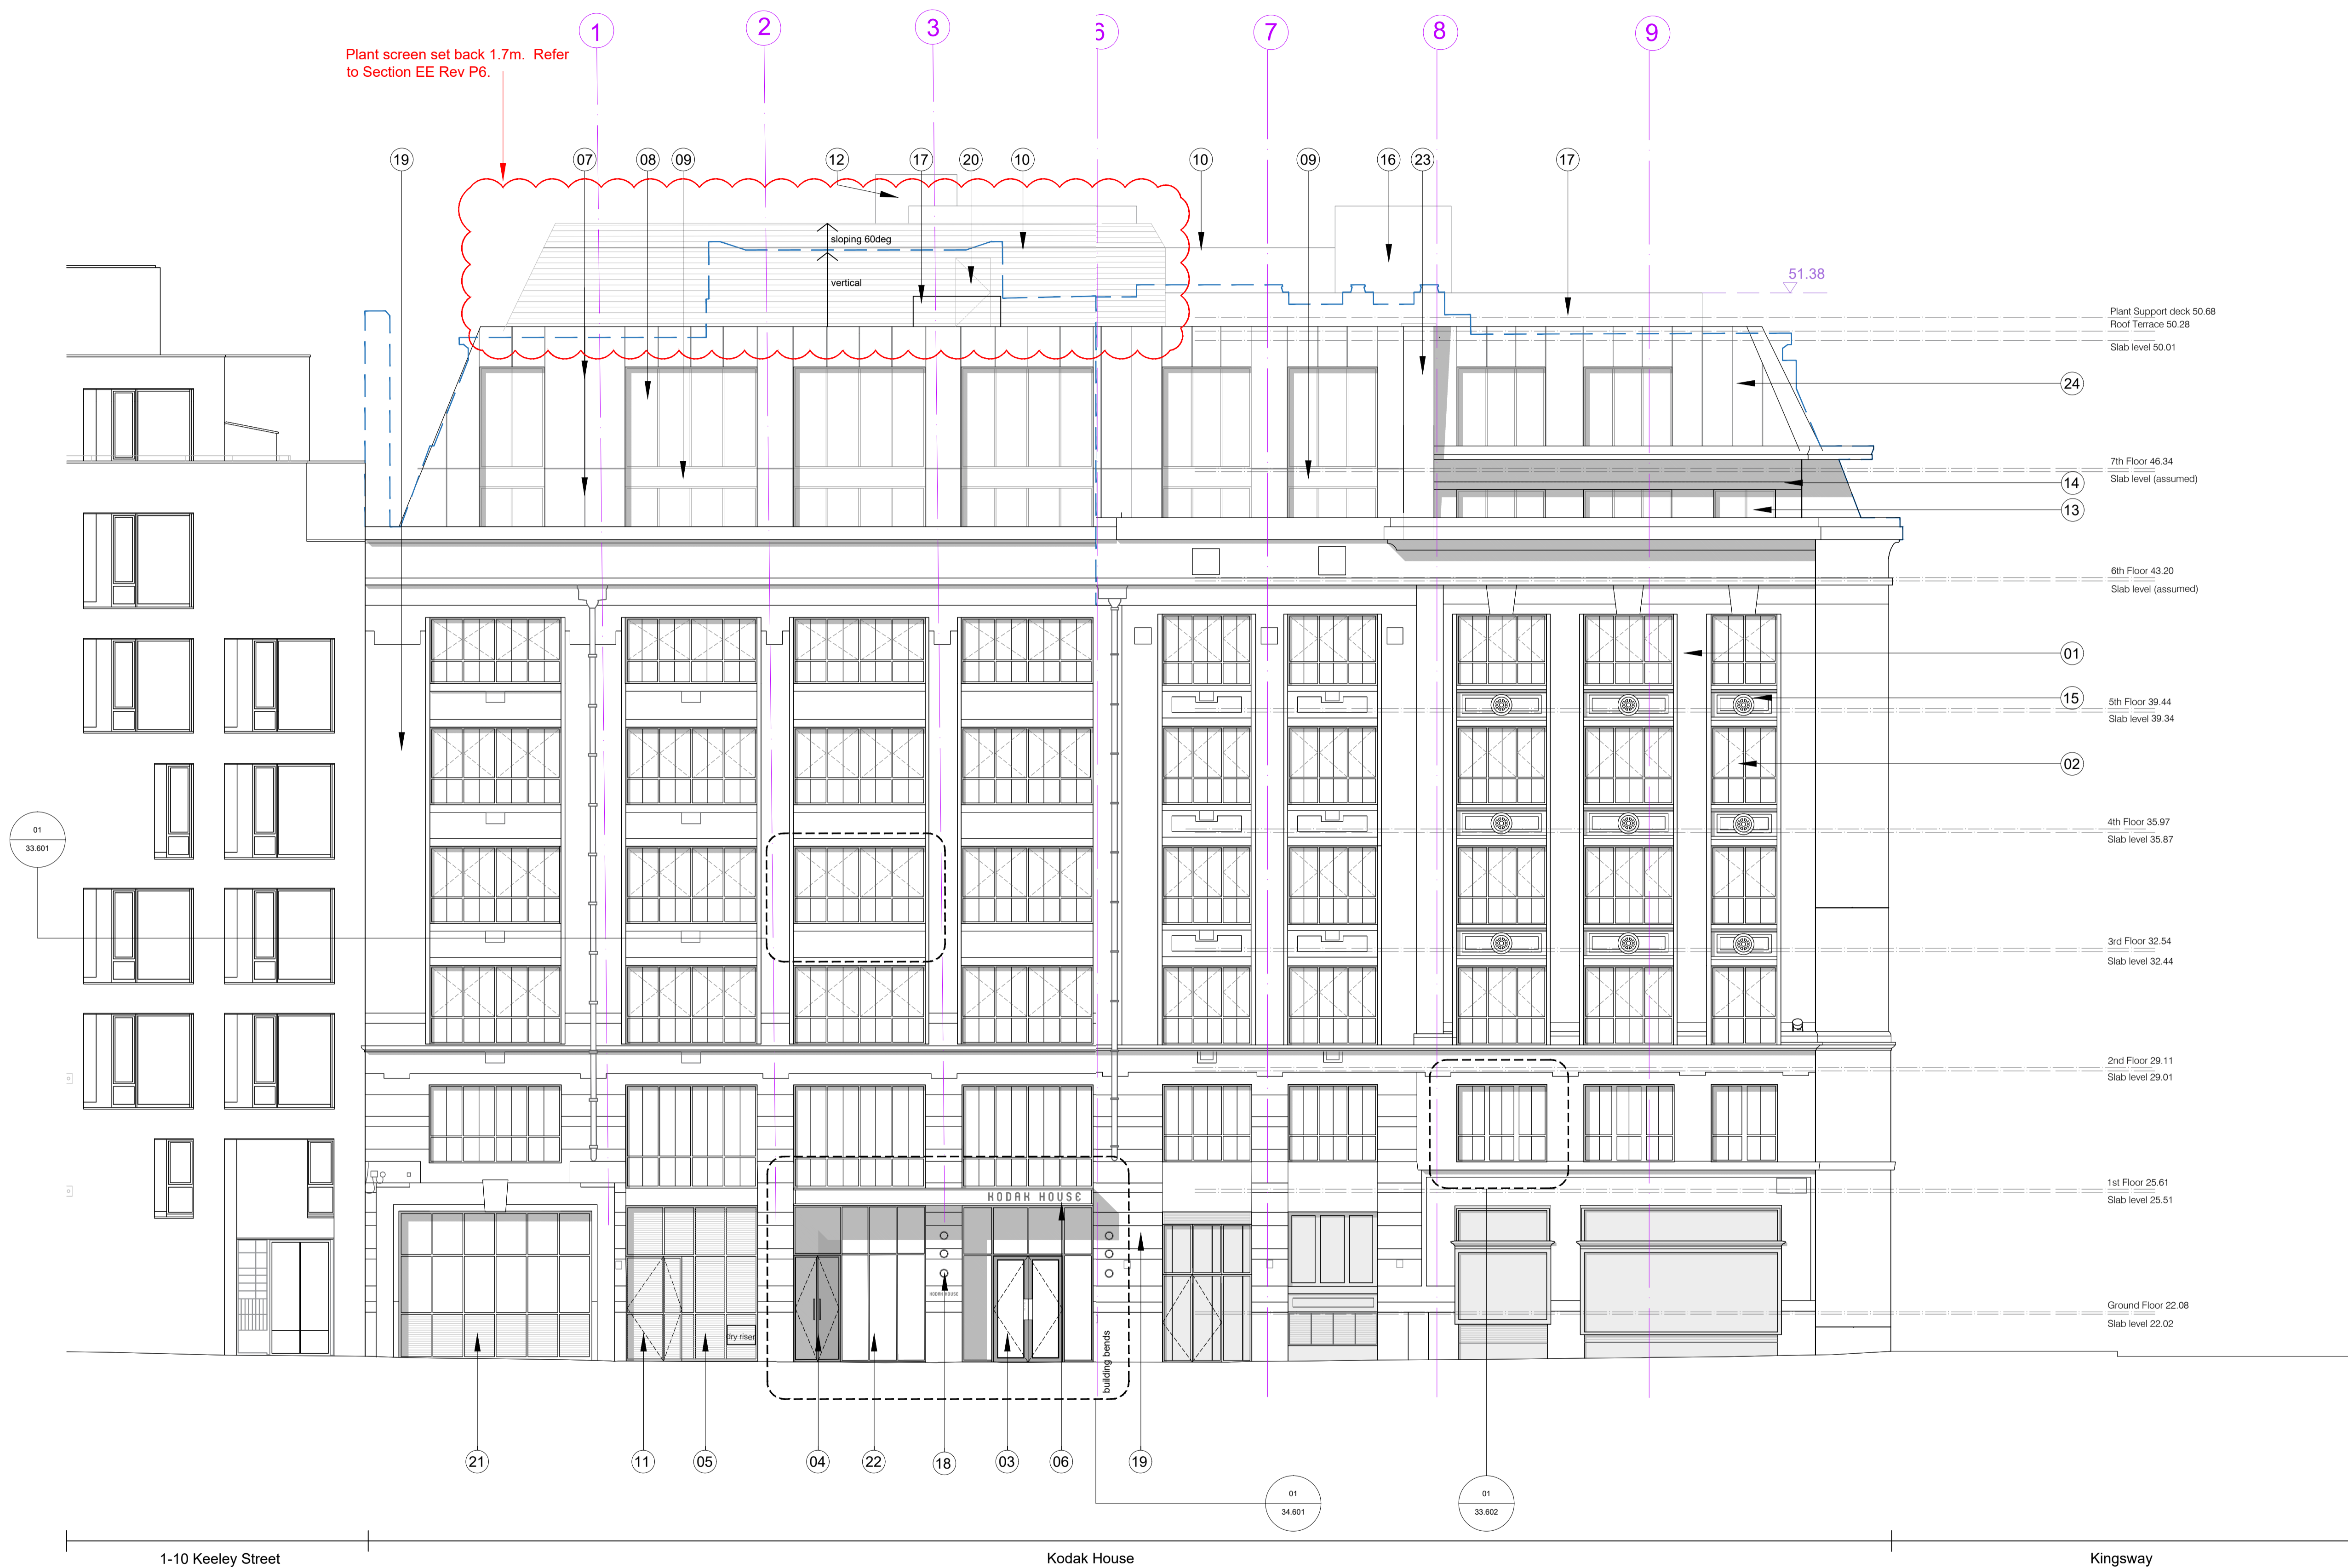 1
2
3
6
7
8
9
Plant screen set back 1.7m. Refer
to Section EE Rev P6.
19
07
08
09
12
17
20
10
10
09
16
23
17
sloping 60deg
vertical
51.38
Plant Support deck 50.68
Roof Terrace 50.28
Slab level 50.01
24
7th Floor 46.34
Slab level (assumed)
14
13
6th Floor 43.20
Slab level (assumed)
01
15
5th Floor 39.44
Slab level 39.34
02
01
33.601
4th Floor 35.97
Slab level 35.87
3rd Floor 32.54
Slab level 32.44
2nd Floor 29.11
Slab level 29.01
1st Floor 25.61
Slab level 25.51
KODAK HOUSE
KODAK HOUSE
Ground Floor 22.08
Slab level 22.02
dry riser
building bends
21
11
05
04
22
18
03
06
19
01
34.601
01
33.602
1-10 Keeley Street
Kodak House
Kingsway